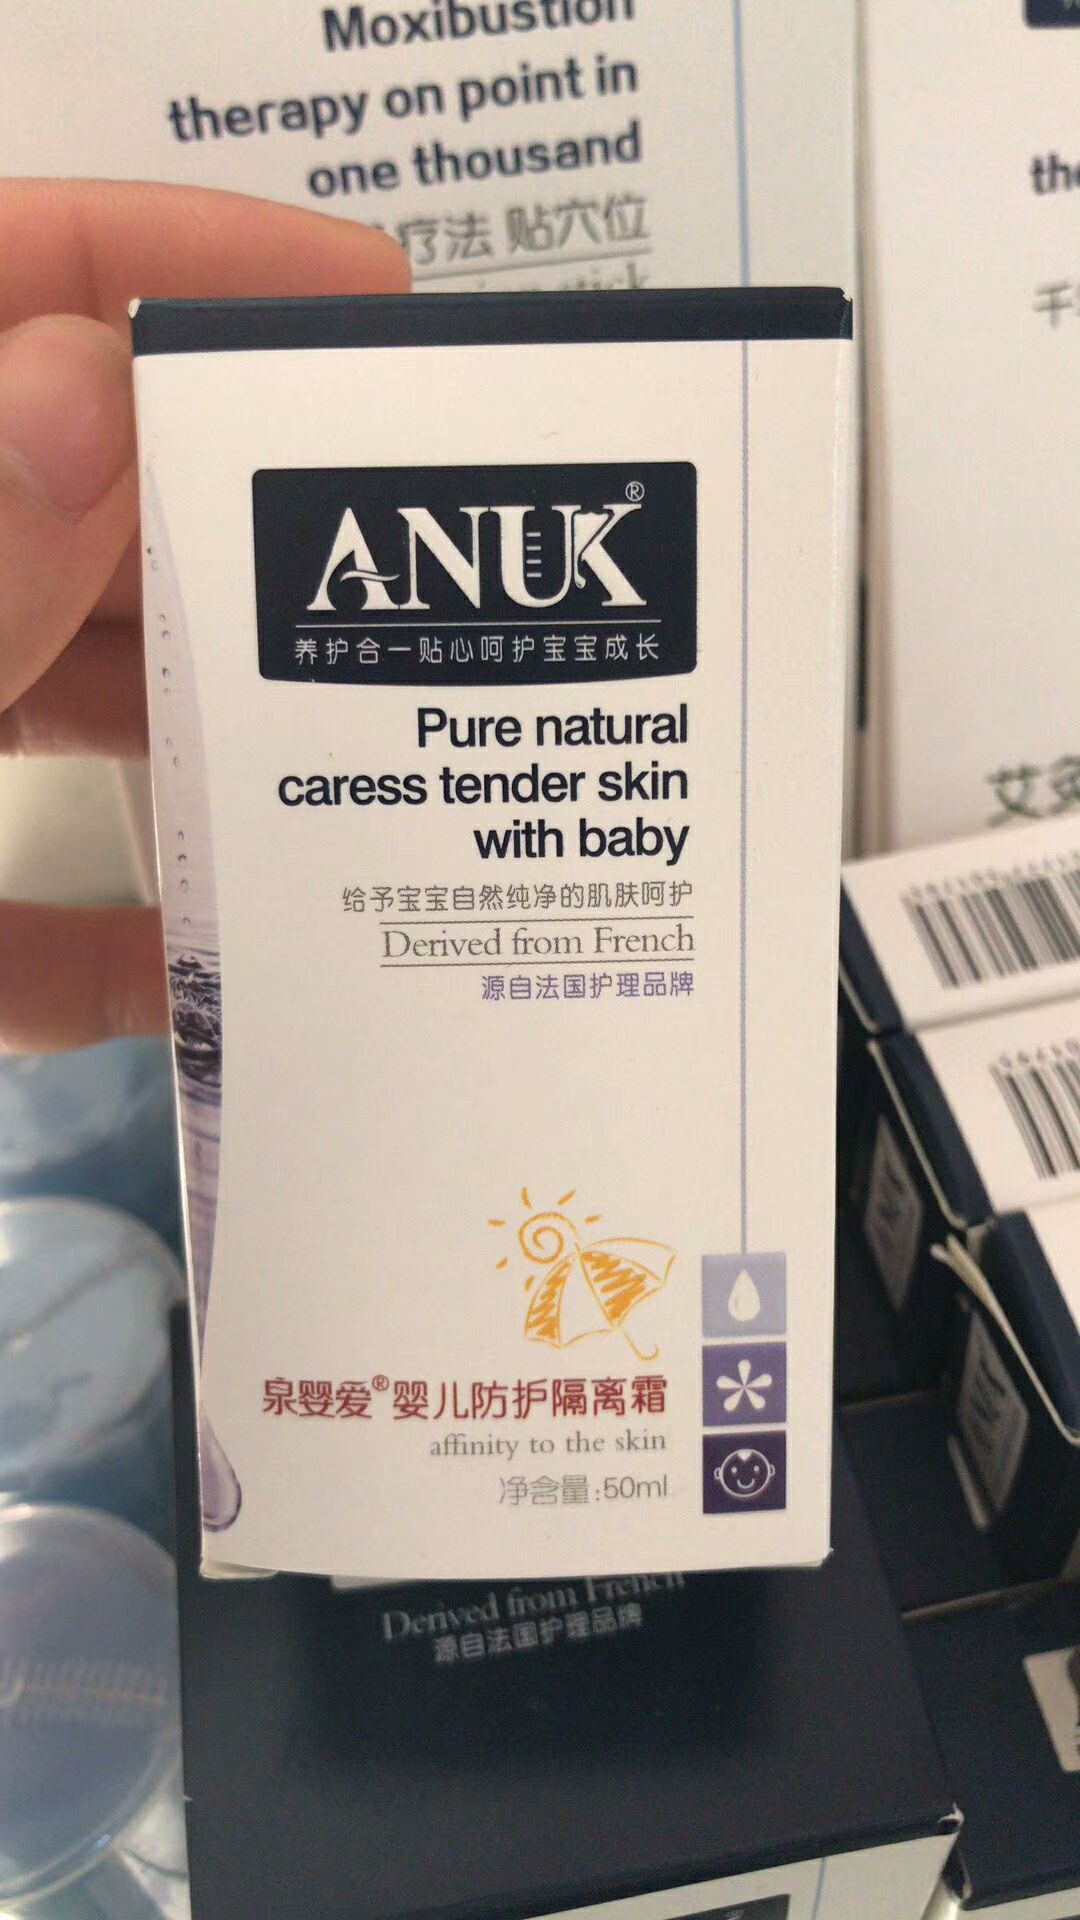 Moxibustion
therapy on point in
one thousand
疗法 贴穴位
ANUK®
养护合一贴心呵护宝宝成长
Pure natural
caress tender skin
with baby
给予宝宝自然纯净的肌肤呵护
Derived from French
源自法国护理品牌
泉婴爱®婴儿防护隔离霜
affinity to the skin
净含量:50ml
Derived from French
源自法国护理品牌
艾灸